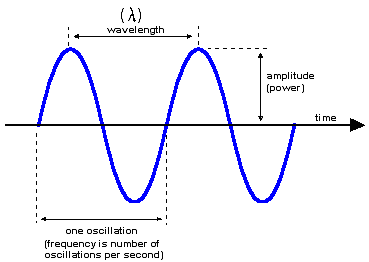 (λ)
wavelength
amplitude
(power)
time
one oscillation
(frequency is number of
oscillations per second)